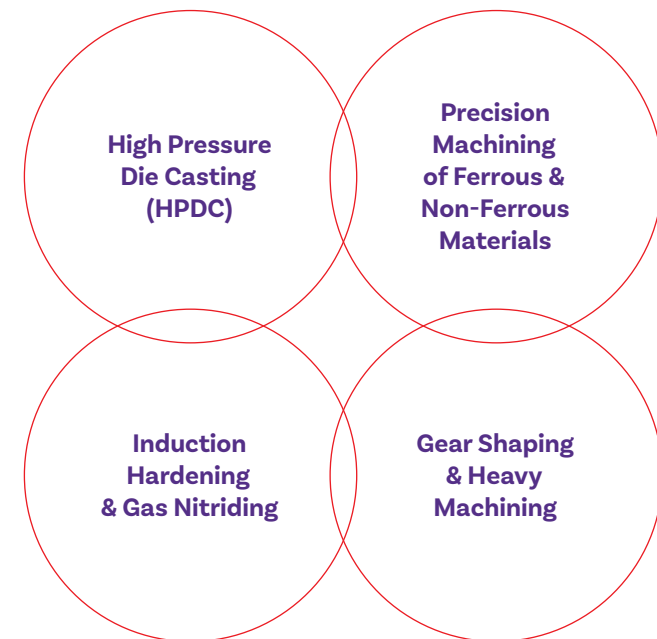 High Pressure
Die Casting
(HPDC)
Precision
Machining
of Ferrous &
Non-Ferrous
Materials
Induction
Hardening
& Gas Nitriding
Gear Shaping
& Heavy
Machining